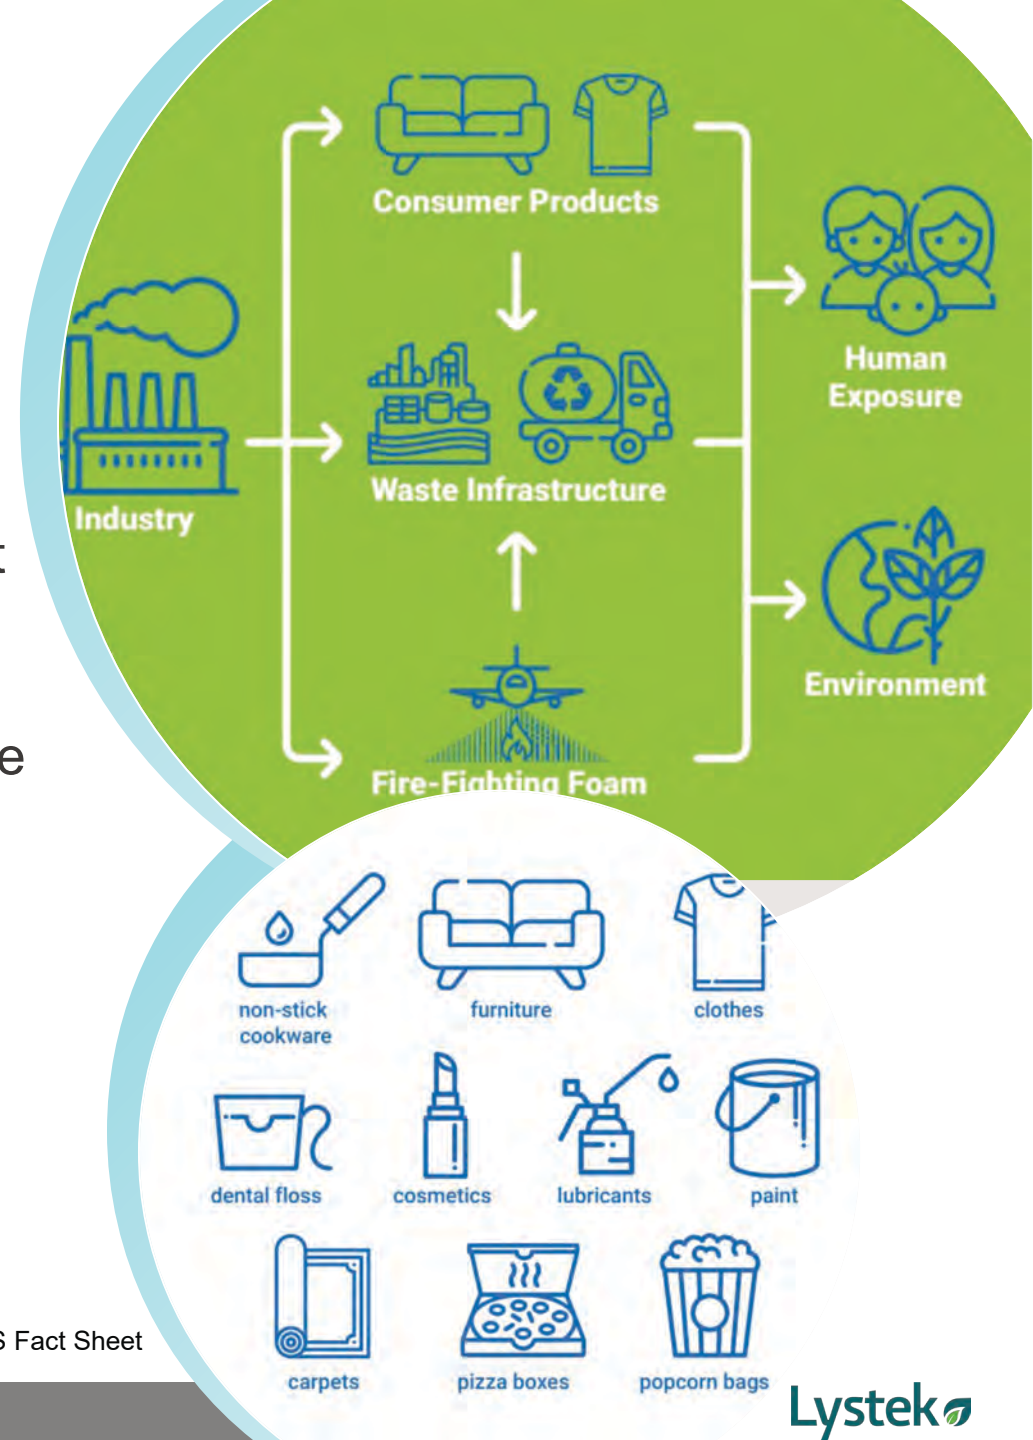 Consumer Products
Human
Exposure
Waste Infrastructure
Industry
t
Environment
e
Fire-Fighting Foam
non-stick
cookware
furniture
clothes
dental floss
cosmetics
lubricants
paint
S Fact Sheet
carpets
pizza boxes
popcorn bags
Lystek